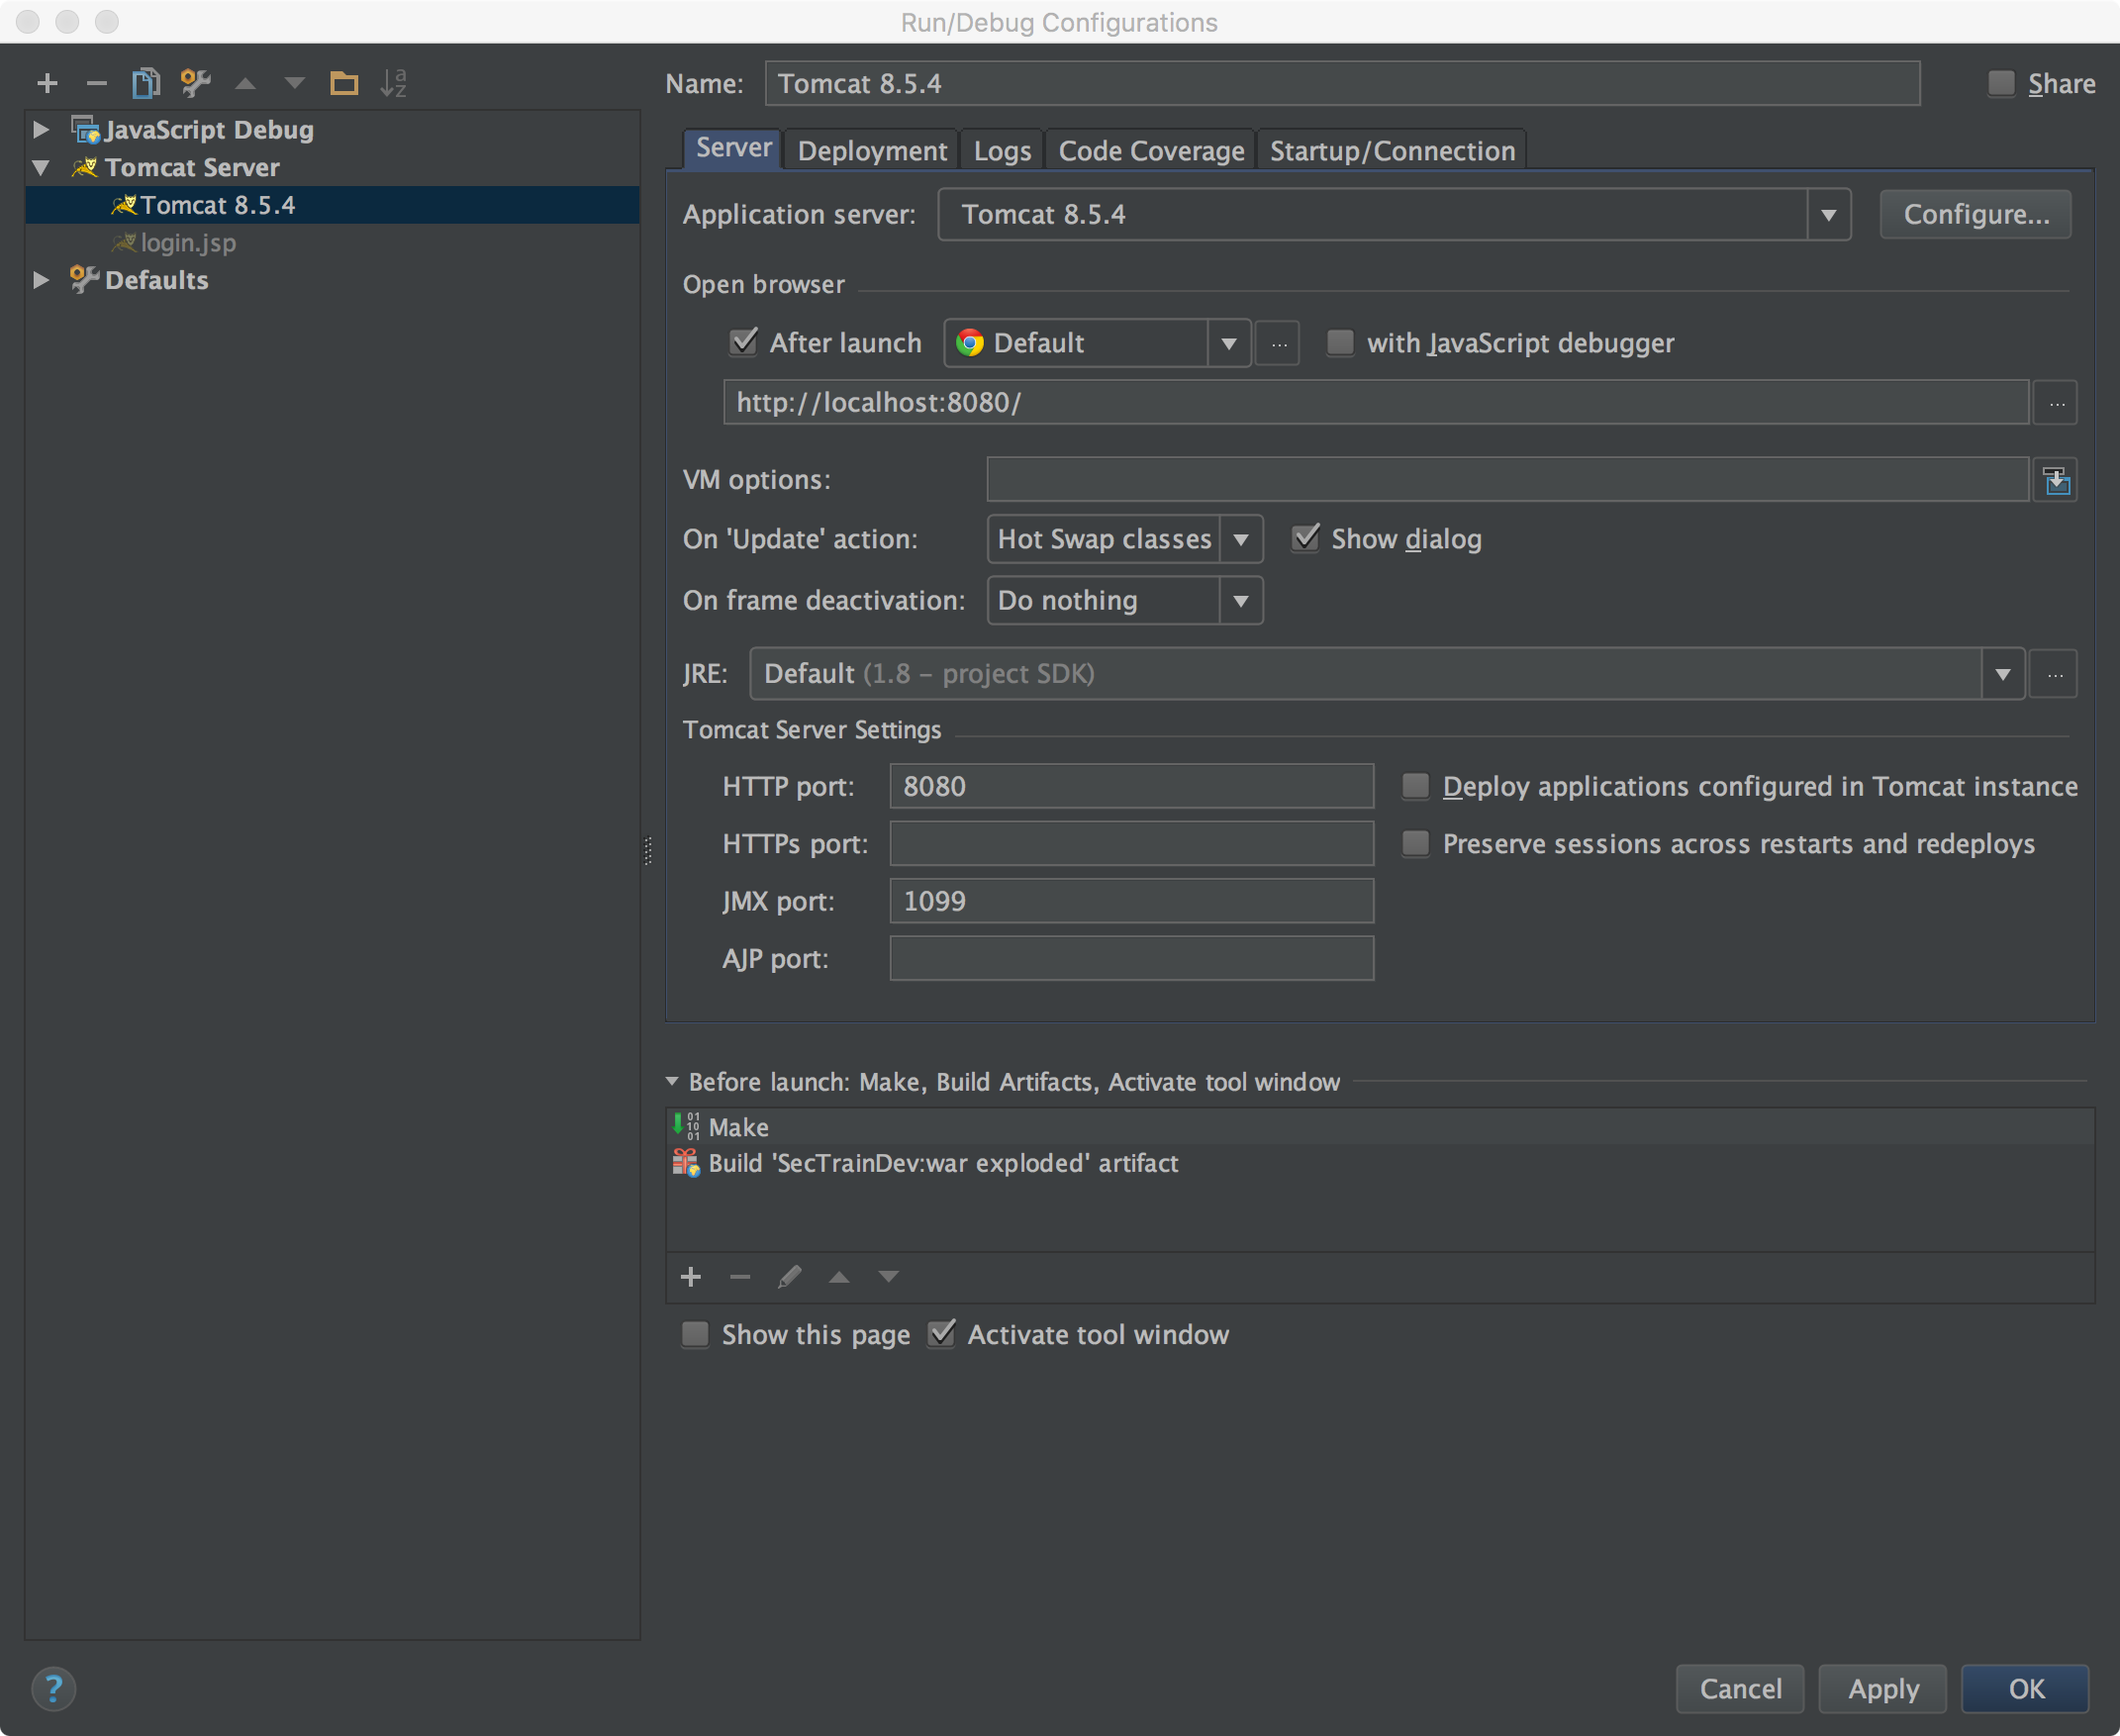 Run/Debug Configurations
Name: Tomcat 8.5.4 Share
JavaScript Debug
Tomcat Server
Tomcat 8.5.4
login.jsp
Defaults
Server Deployment Logs Code Coverage Startup/Connection
Application server: Tomcat 8.5.4 Configure...
Open browser
After launch Default ... with JavaScript debugger
http://localhost:8080/ ...
VM options:
On 'Update' action: Hot Swap classes Show dialog
On frame deactivation: Do nothing
JRE: Default (1.8 – project SDK) ...
Tomcat Server Settings
HTTP port: 8080 Deploy applications configured in Tomcat instance
HTTPs port: Preserve sessions across restarts and redeploys
JMX port: 1099
AJP port:
Before launch: Make, Build Artifacts, Activate tool window
Make
Build 'SecTrainDev:war exploded' artifact
Show this page Activate tool window
? Cancel Apply OK